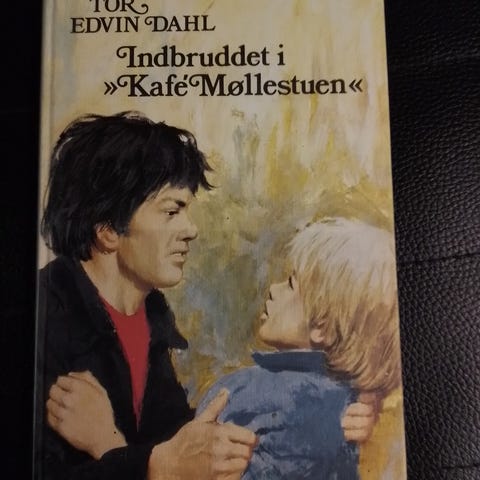 TOR
EDVIN DAHL
Indbruddet i
»Kafé Møllestuen«